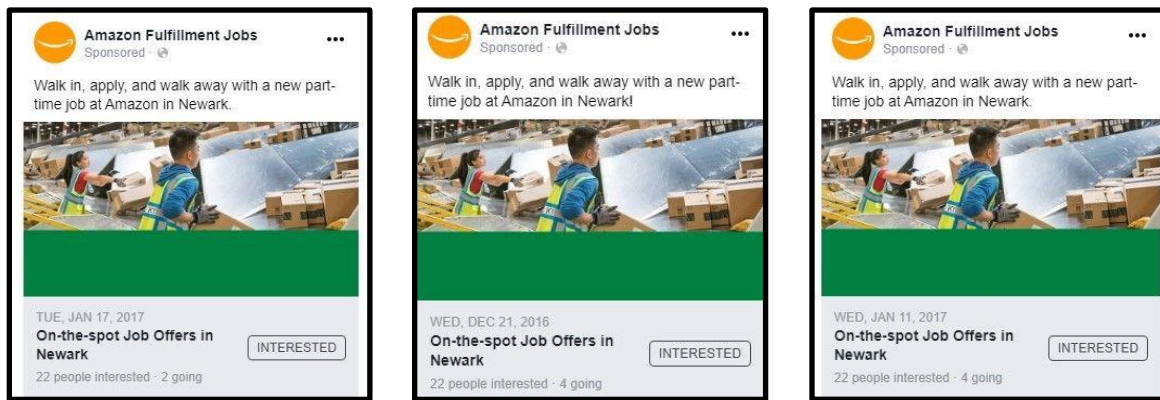 Amazon Fulfillment Jobs
Sponsored ·
Walk in, apply, and walk away with a new part-
time job at Amazon in Newark.
TUE, JAN 17, 2017
On-the-spot Job Offers in
Newark
INTERESTED
22 people interested · 2 going
Amazon Fulfillment Jobs
Sponsored ·
Walk in, apply, and walk away with a new part-
time job at Amazon in Newark!
WED, DEC 21, 2016
On-the-spot Job Offers in
Newark
INTERESTED
22 people interested · 4 going
Amazon Fulfillment Jobs
Sponsored ·
Walk in, apply, and walk away with a new part-
time job at Amazon in Newark.
WED, JAN 11, 2017
On-the-spot Job Offers in
Newark
INTERESTED
22 people interested · 4 going